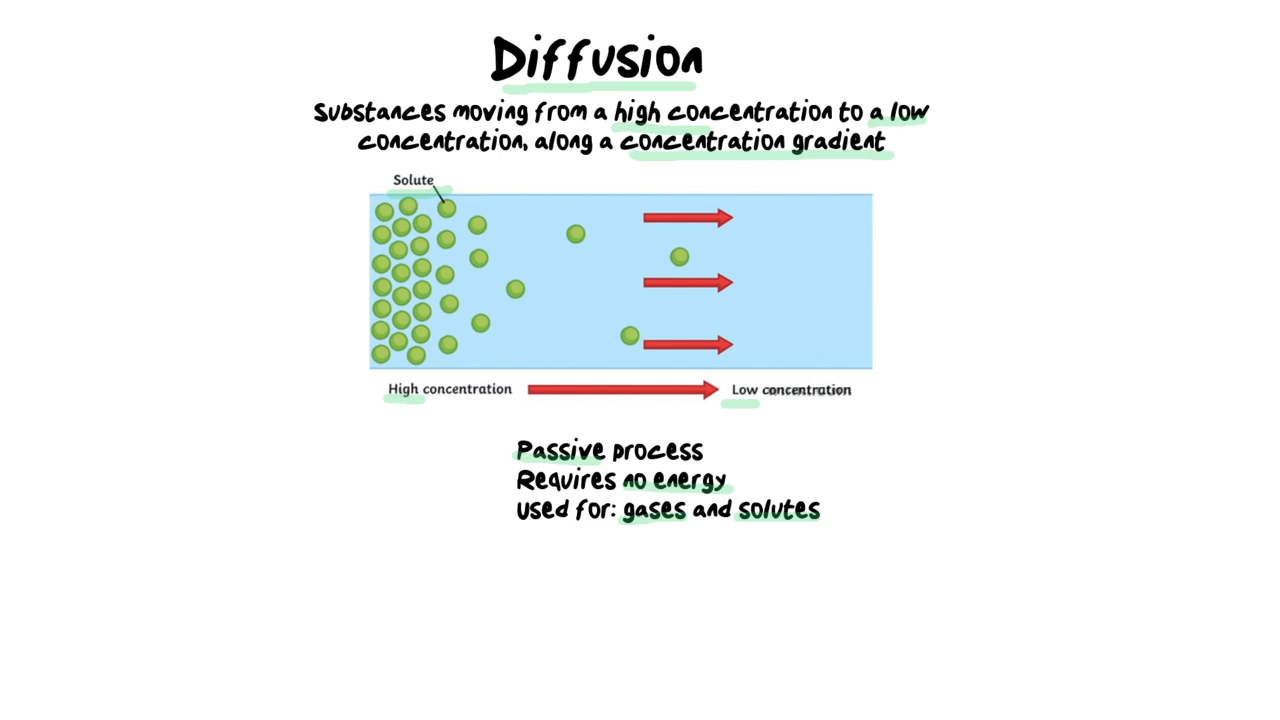 Diffusion
Substances moving from a high concentration to a low
concentration, along a concentration gradient
Solute
High concentration
Low concentration
Passive process
Requires no energy
used for: gases and solutes